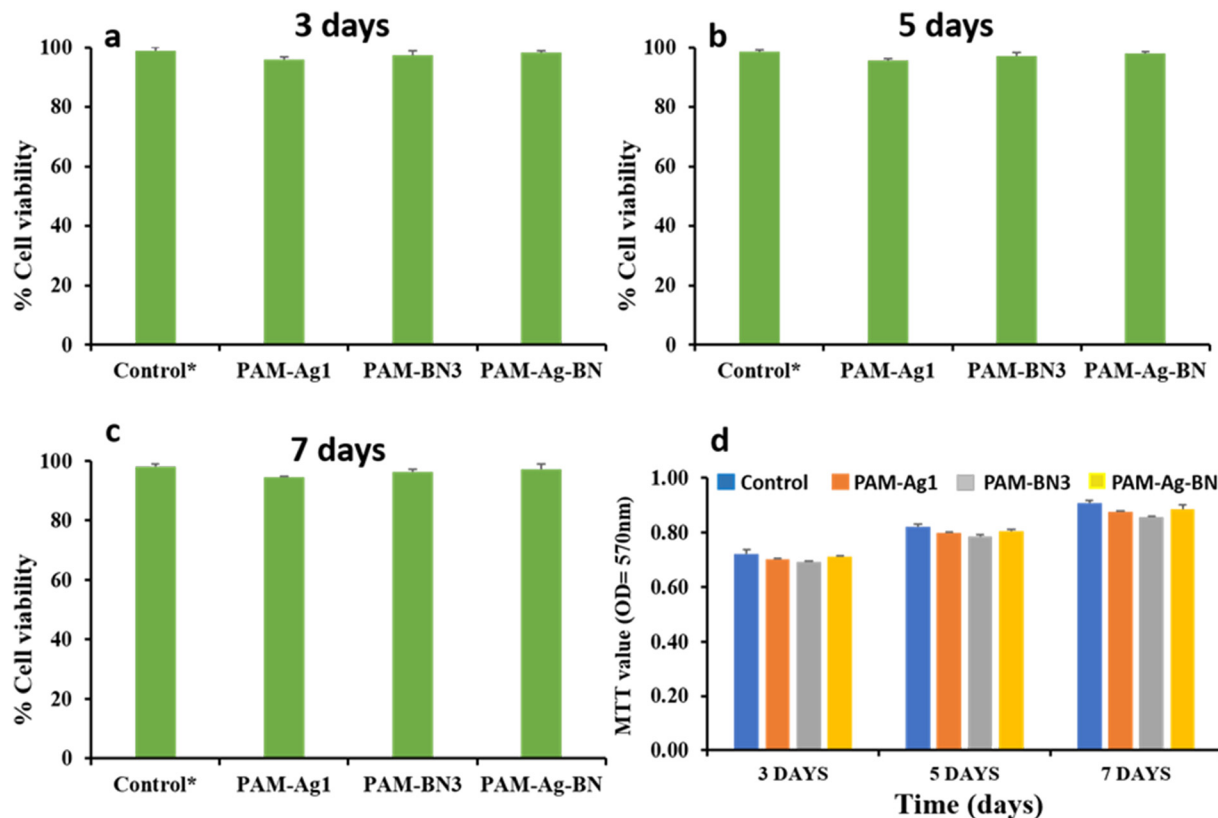 a
3 days
% Cell viability
100
80
60
40
20
0
Control*
PAM-Ag1
PAM-BN3
PAM-Ag-BN
b
5 days
% Cell viability
100
80
60
40
20
0
Control*
PAM-Ag1
PAM-BN3
PAM-Ag-BN
c
7 days
% Cell viability
100
80
60
40
20
0
Control*
PAM-Ag1
PAM-BN3
PAM-Ag-BN
d
Control PAM-Ag1 PAM-BN3 PAM-Ag-BN
MTT value (OD= 570nm)
1.00
0.80
0.60
0.40
0.20
0.00
3 DAYS
5 DAYS
7 DAYS
Time (days)